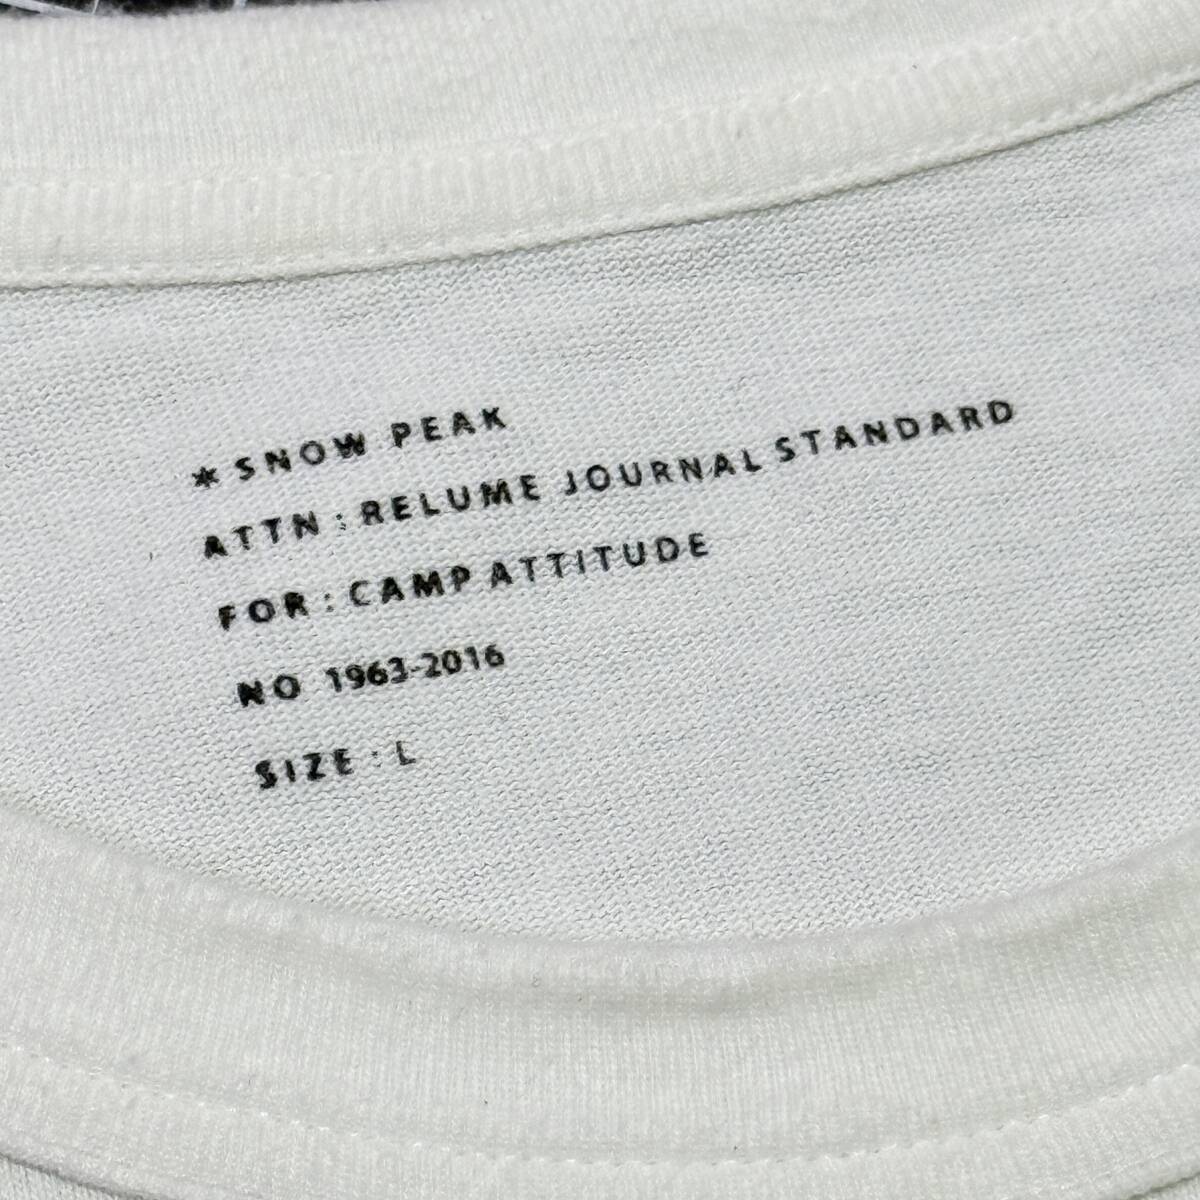 *SNOW PEAK
ATTN : RELUME JOURNAL STANDARD
FOR : CAMP ATTITUDE
NO 1963-2016
SIZE : L